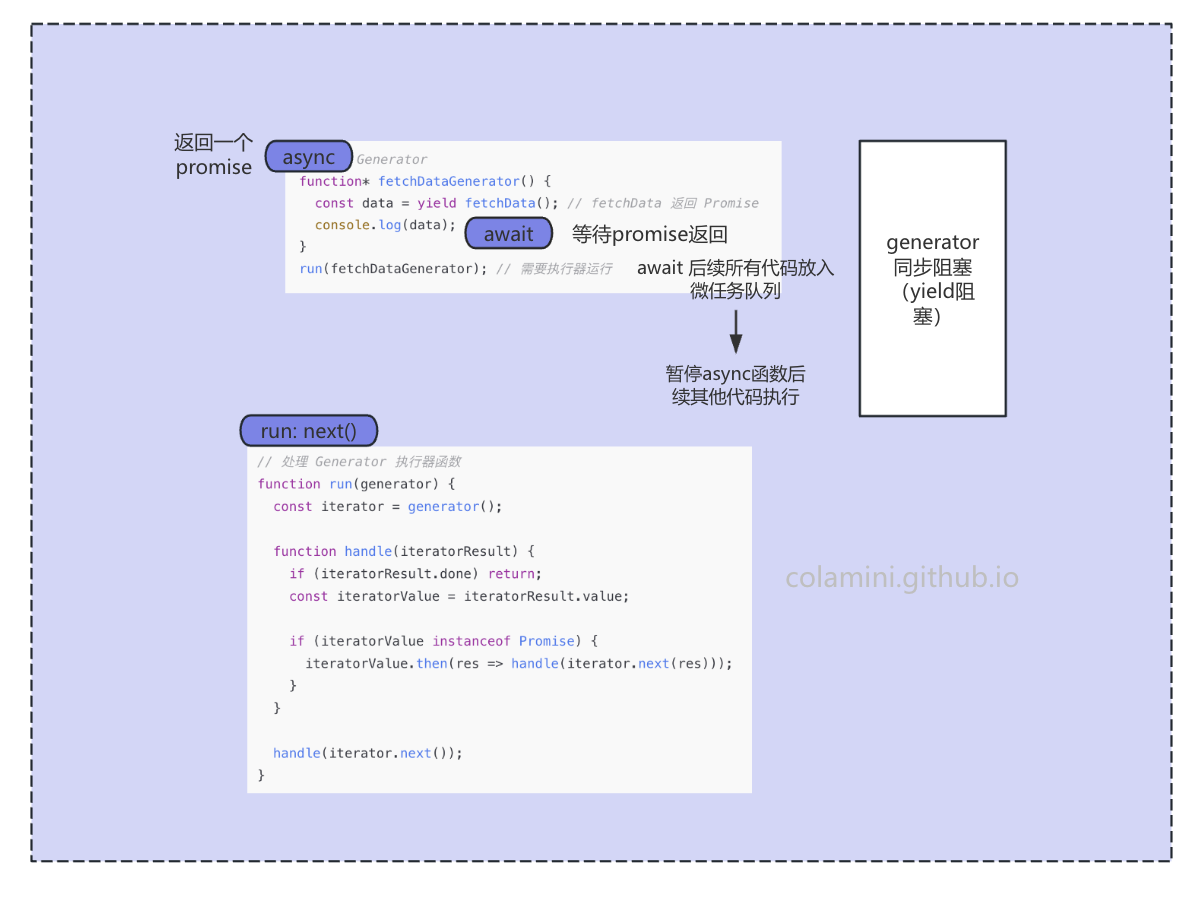 返回一个
promise
async
Generator
function* fetchDataGenerator() {
const data = yield fetchData(); // fetchData 返回 Promise
console.log(data);
await
等待promise返回
}
run(fetchDataGenerator); // 需要执行器运行
await 后续所有代码放入
微任务队列
暂停async函数后
续其他代码执行
generator
同步阻塞
（yield阻
塞）
run: next()
// 处理 Generator 执行器函数
function run(generator) {
const iterator = generator();
function handle(iteratorResult) {
if (iteratorResult.done) return;
const iteratorValue = iteratorResult.value;
if (iteratorValue instanceof Promise) {
iteratorValue.then(res => handle(iterator.next(res)));
}
}
handle(iterator.next());
}
colamini.github.io